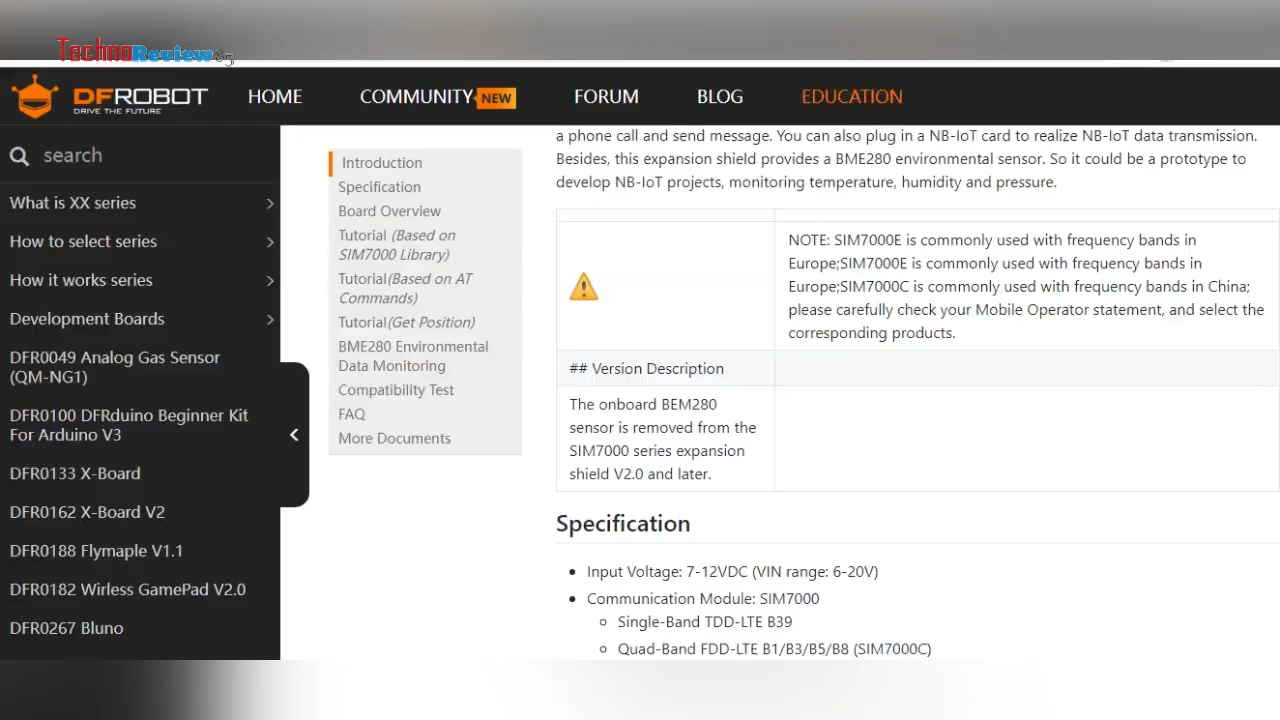 TechnoReview85
DFROBOT
DRIVE THE FUTURE
HOME
COMMUNITY NEW
FORUM
BLOG
EDUCATION
search
What is XX series
How to select series
How it works series
Development Boards
DFR0049 Analog Gas Sensor
(QM-NG1)
DFR0100 DFRduino Beginner Kit
For Arduino V3
DFR0133 X-Board
DFR0162 X-Board V2
DFR0188 Flymaple V1.1
DFR0182 Wirless GamePad V2.0
DFR0267 Bluno
Introduction
Specification
Board Overview
Tutorial (Based on
SIM7000 Library)
Tutorial(Based on AT
Commands)
Tutorial(Get Position)
BME280 Environmental
Data Monitoring
Compatibility Test
FAQ
More Documents
a phone call and send message. You can also plug in a NB-IoT card to realize NB-IoT data transmission.
Besides, this expansion shield provides a BME280 environmental sensor. So it could be a prototype to
develop NB-IoT projects, monitoring temperature, humidity and pressure.
NOTE: SIM7000E is commonly used with frequency bands in
Europe;SIM7000E is commonly used with frequency bands in
Europe;SIM7000C is commonly used with frequency bands in China;
please carefully check your Mobile Operator statement, and select the
corresponding products.
## Version Description
The onboard BEM280
sensor is removed from the
SIM7000 series expansion
shield V2.0 and later.
Specification
Input Voltage: 7-12VDC (VIN range: 6-20V)
Communication Module: SIM7000
Single-Band TDD-LTE B39
Quad-Band FDD-LTE B1/B3/B5/B8 (SIM7000C)